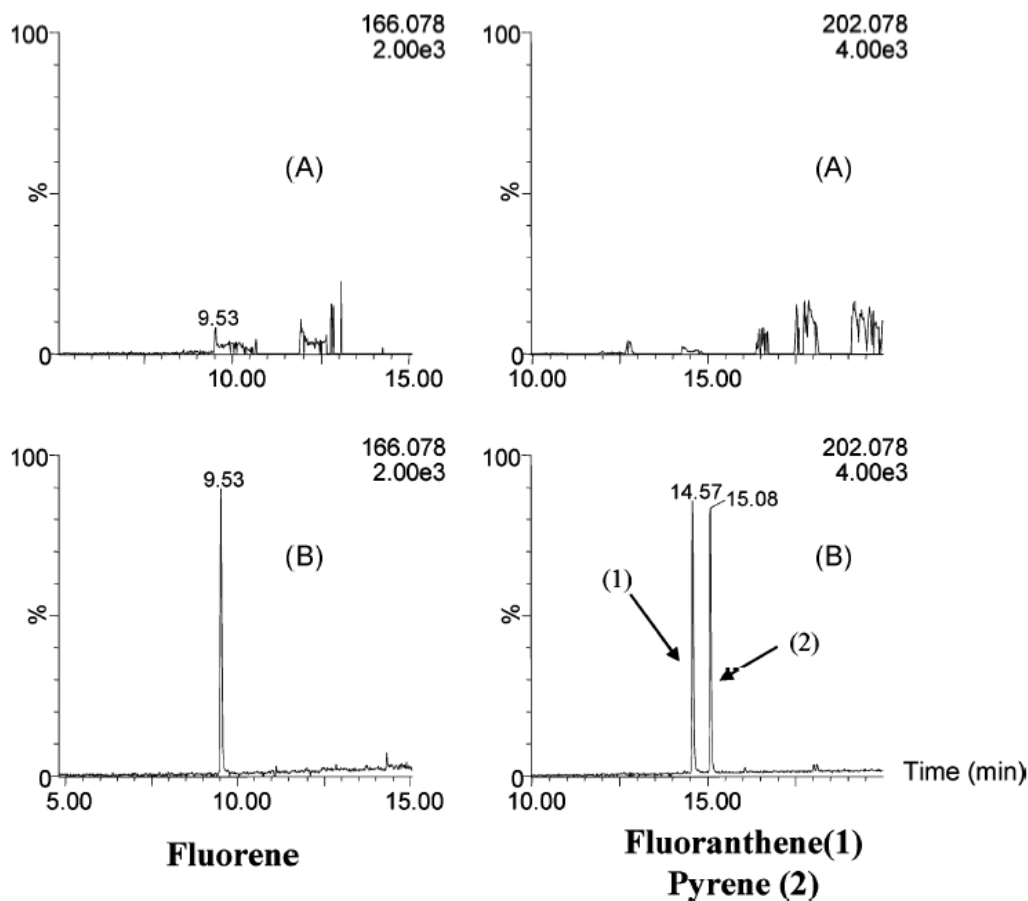 166.078
2.00e3
100
(A)
%
9.53
0
10.00
15.00
202.078
4.00e3
100
(A)
%
0
10.00
15.00
166.078
2.00e3
100
9.53
(B)
%
0
5.00
10.00
15.00
Fluorene
202.078
4.00e3
100
14.57
15.08
(B)
(1)
%
(2)
0
10.00
15.00
Time (min)
Fluoranthene(1)
Pyrene (2)